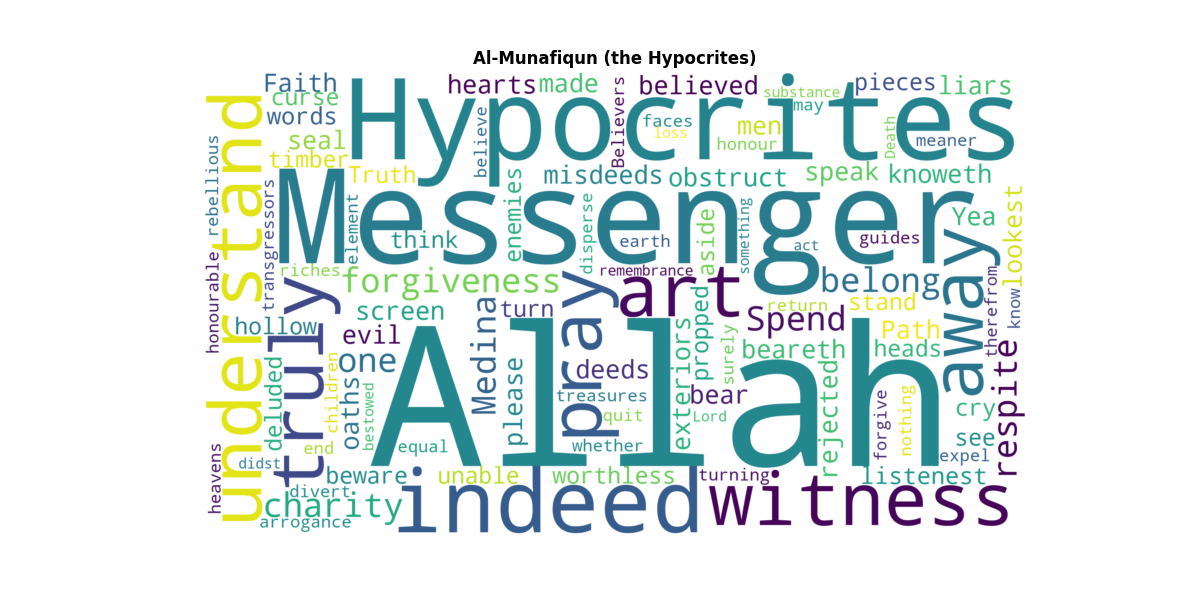 Al-Munafiqun (the Hypocrites)
Faith
hearts
made
believed
substance
pieces
liars
curse
Hypocrites
may
words
faces
loss
men
Death
seal
believe
Believers
honour
meaner
timber
Truth
misdeeds
obstruct
speak
knoweth
rebellious
understand
transgressors
element
Messenger
enemies
disperse
aside
something
Yea
lookest
think
earth
act
guides
honourable
riches
forgiveness
remembrance
belong
away
therefrom
know
truly
screen
turn
pray
art
propped
return
stand
hollow
evil
Medina
Spend
Path
one
Allah
please
exteriors
surely
beareth
heads
respite
deluded
children
oaths
bestowed
deeds
treasures
bear
rejected
forgive
nothing
cry
quit
Lord
end
equal
whether
see
heavens
didst
expel
beware
unable
worthless
turning
listenest
divert
charity
indeed
witness
arrogance